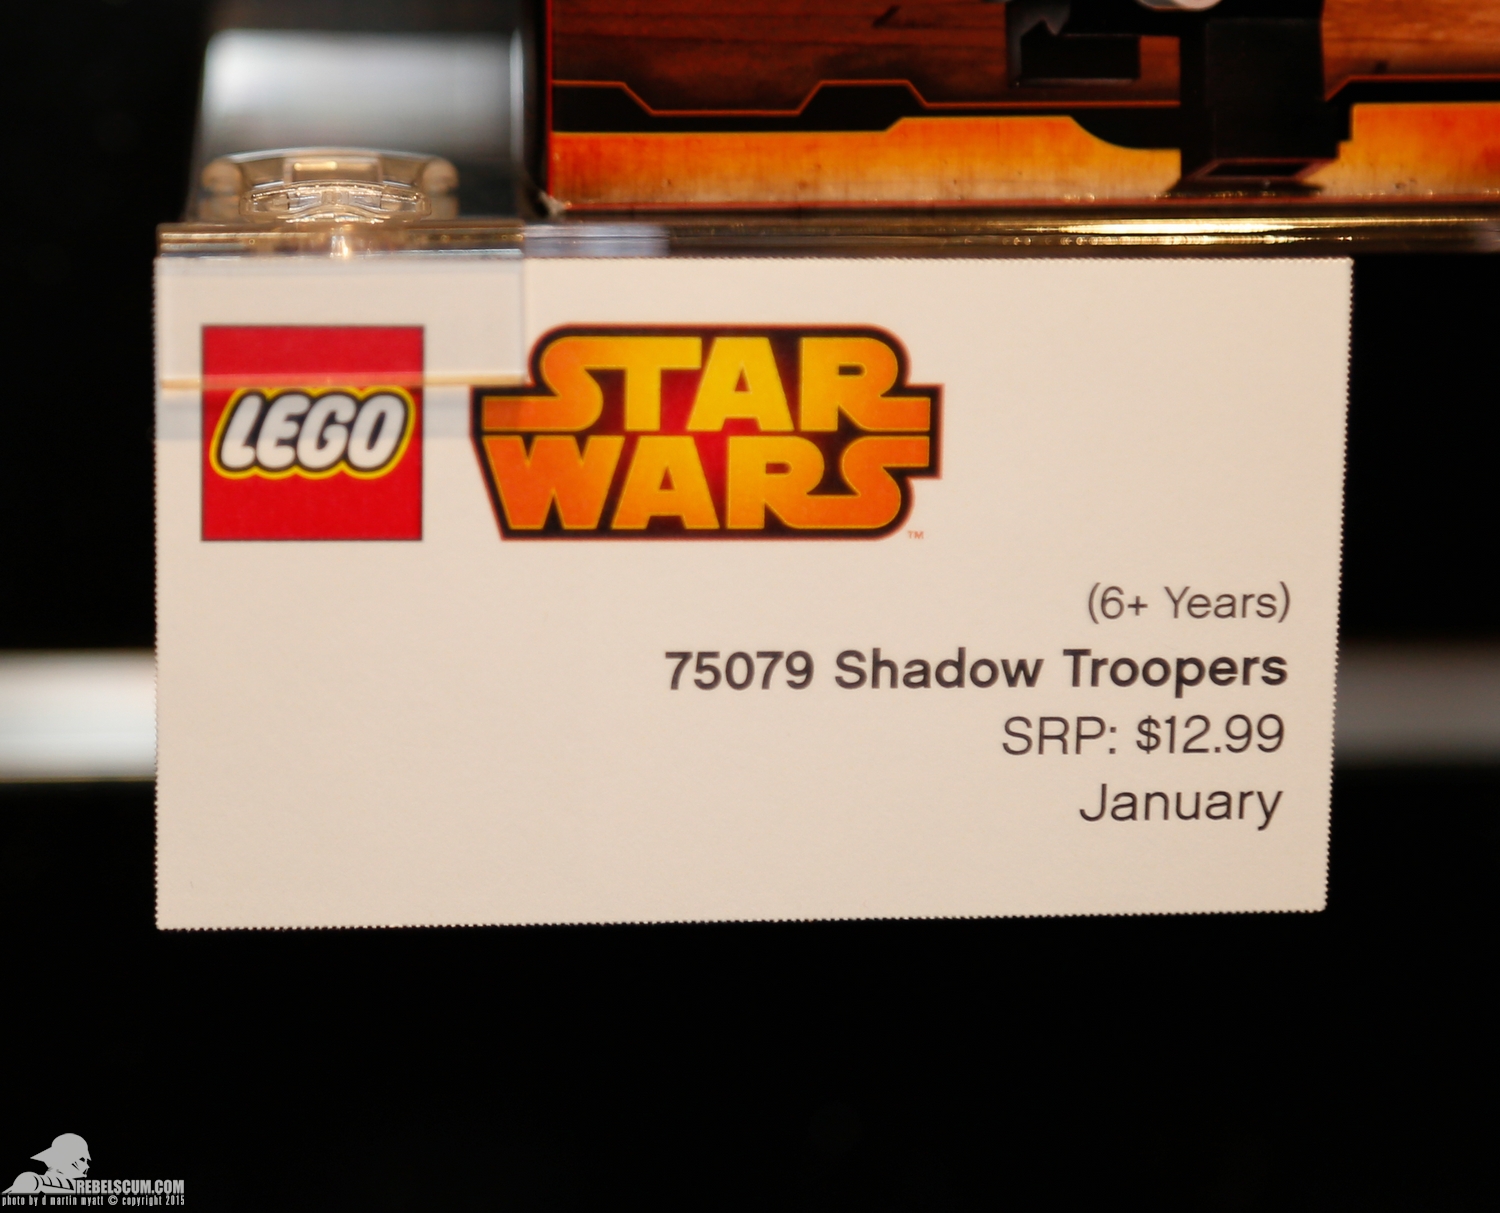 LEGO
STAR
WARS
™
(6+ Years)
75079 Shadow Troopers
SRP: $12.99
January
REBELSCUM.COM
photo by d martin myatt © copyright 2015